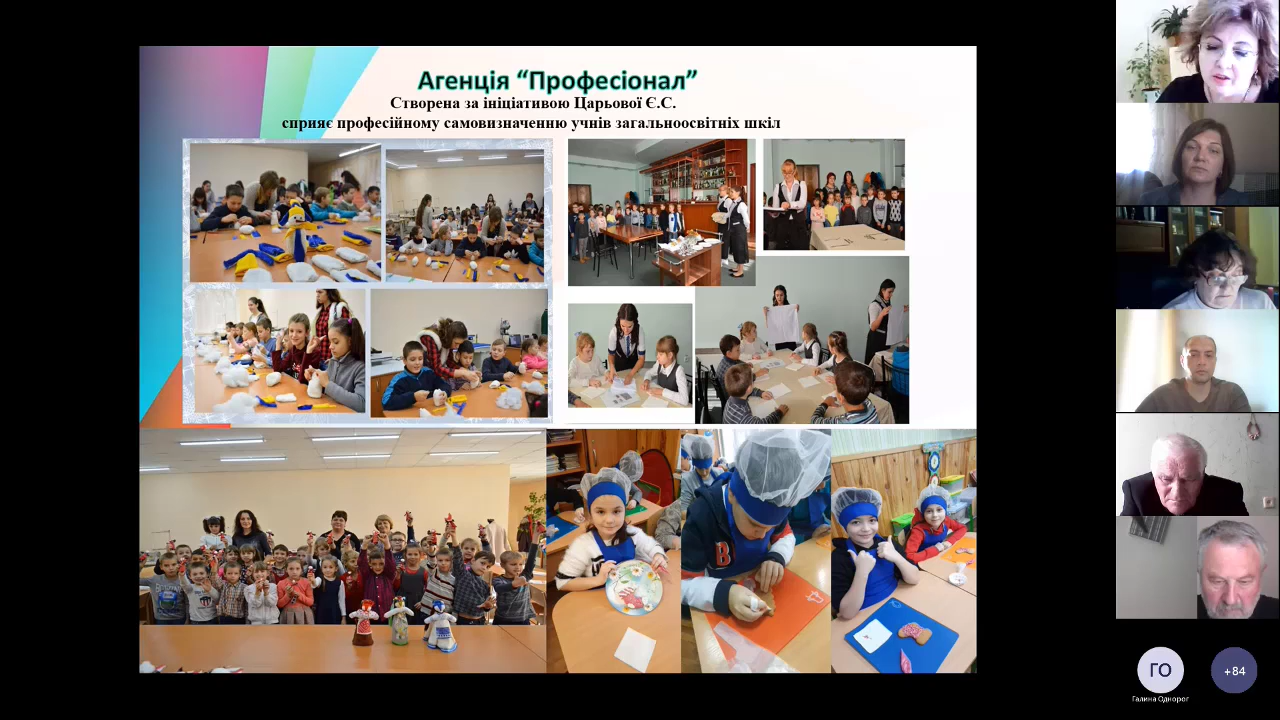 Агенція “Професіонал”
Створена за ініціативою Царьової Є.С.
сприяє професійному самовизначенню учнів загальноосвітніх шкіл
ГО
+84
Галина Однорог